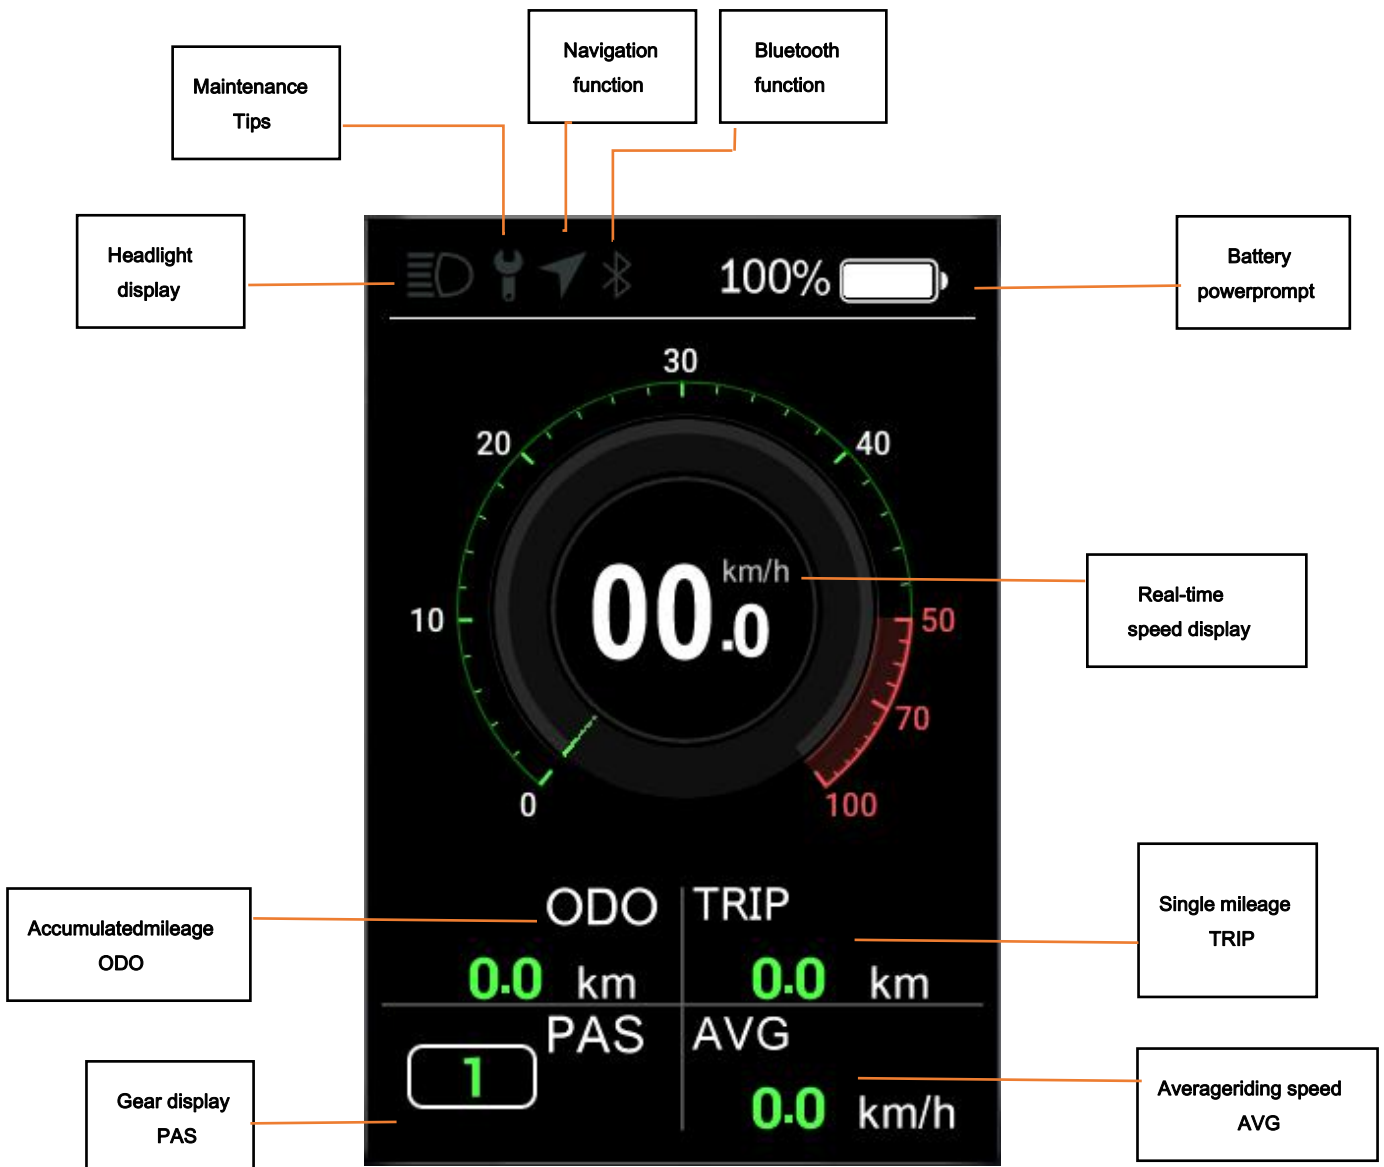 Navigation
function
Bluetooth
function
Maintenance
Tips
Headlight
display
Battery
powerprompt
100%
30
20
40
10
50
70
0
100
00.0 km/h
Real-time
speed display
ODO
0.0 km
TRIP
0.0 km
PAS
1
AVG
0.0 km/h
Accumulatedmileage
ODO
Single mileage
TRIP
Gear display
PAS
Averageriding speed
AVG